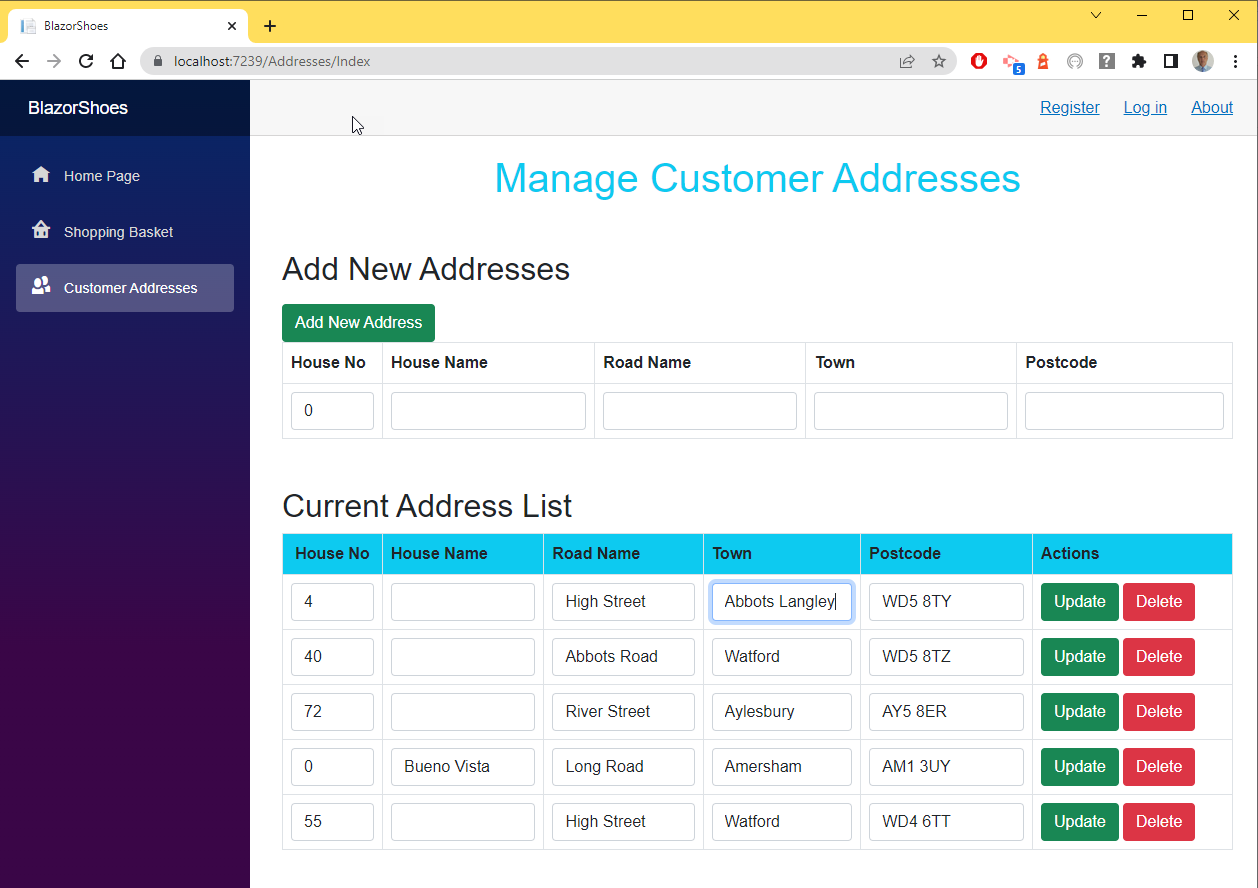 BlazorShoes
localhost:7239/Addresses/Index
5
BlazorShoes
Register Log in About
Home Page
Shopping Basket
Customer Addresses
Manage Customer Addresses
Add New Addresses
Add New Address
House No House Name Road Name Town Postcode
0
Current Address List
House No House Name Road Name Town Postcode Actions
4 High Street Abbots Langley WD5 8TY Update Delete
40 Abbots Road Watford WD5 8TZ Update Delete
72 River Street Aylesbury AY5 8ER Update Delete
0 Bueno Vista Long Road Amersham AM1 3UY Update Delete
55 High Street Watford WD4 6TT Update Delete